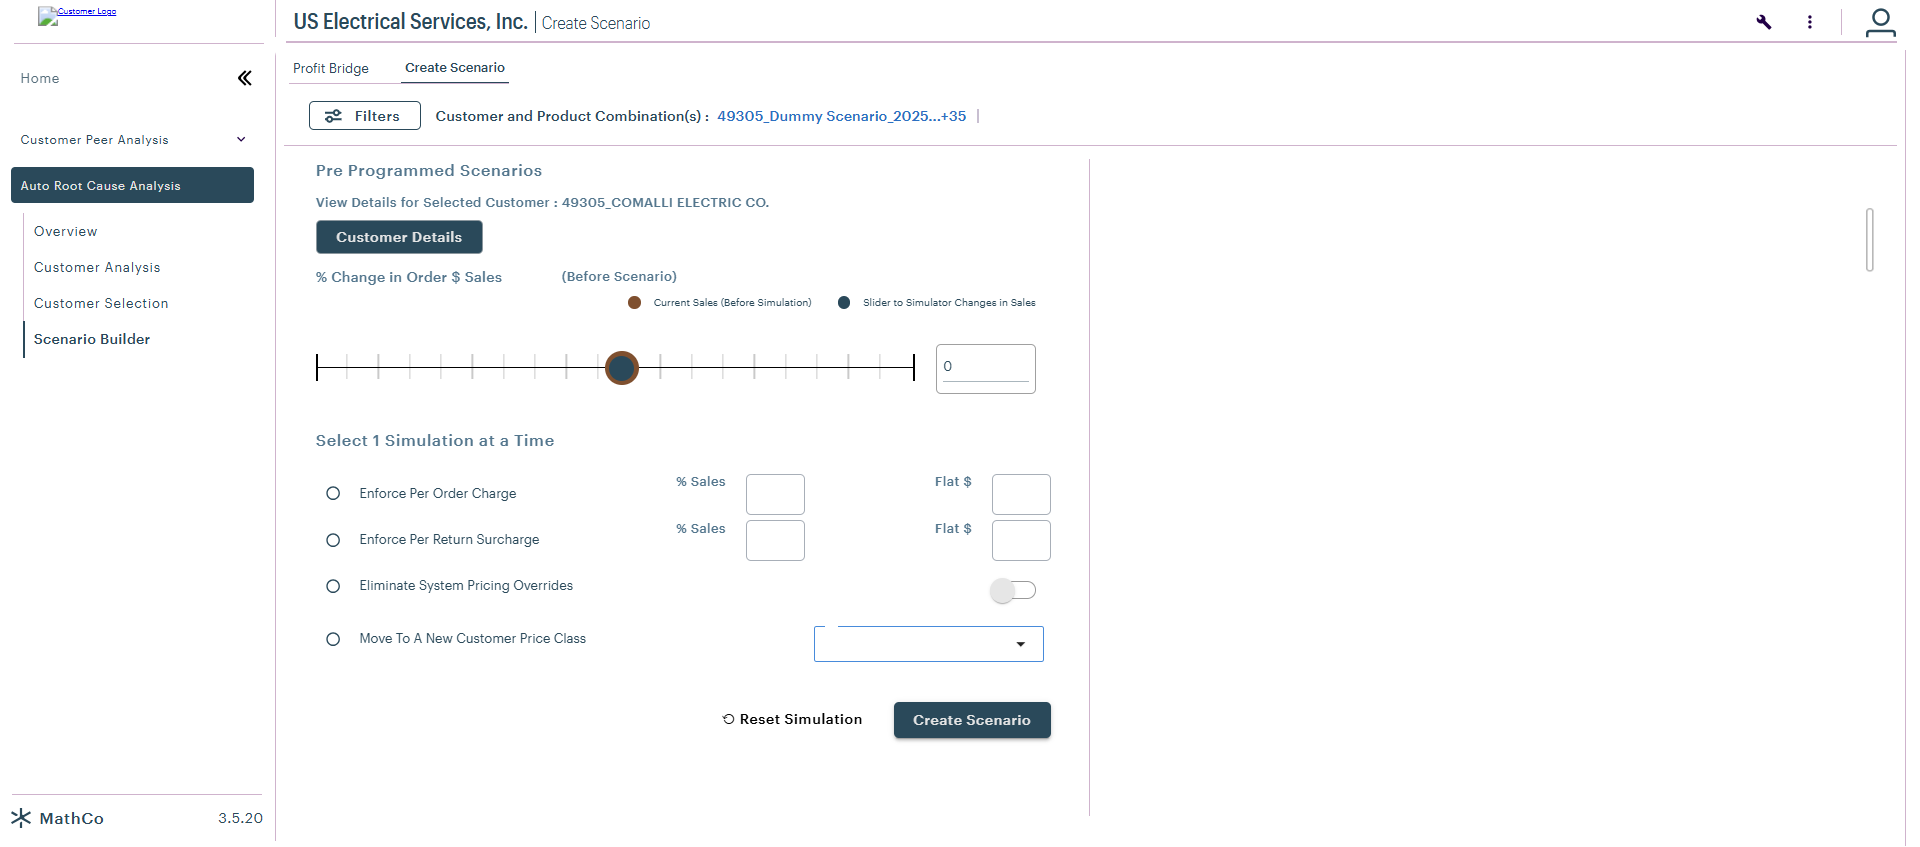 Customer Logo
US Electrical Services, Inc. | Create Scenario
Home
Customer Peer Analysis
Auto Root Cause Analysis
Overview
Customer Analysis
Customer Selection
Scenario Builder
MathCo
3.5.20
Profit Bridge
Create Scenario
Filters
Customer and Product Combination(s) : 49305_Dummy Scenario_2025...+35 |
Pre Programmed Scenarios
View Details for Selected Customer : 49305_COMALLI ELECTRIC CO.
Customer Details
% Change in Order $ Sales (Before Scenario)
Current Sales (Before Simulation) Slider to Simulator Changes in Sales
0
Select 1 Simulation at a Time
Enforce Per Order Charge % Sales Flat $
Enforce Per Return Surcharge % Sales Flat $
Eliminate System Pricing Overrides
Move To A New Customer Price Class
Reset Simulation
Create Scenario